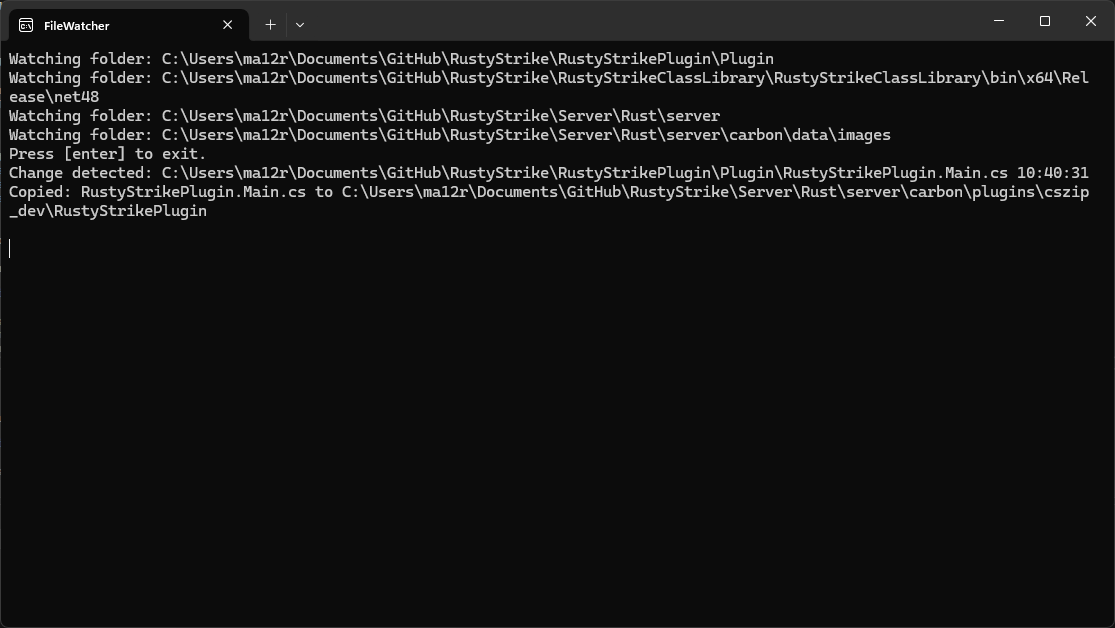 FileWatcher
Watching folder: C:\Users\ma12r\Documents\GitHub\RustyStrike\RustyStrikePlugin\Plugin
Watching folder: C:\Users\ma12r\Documents\GitHub\RustyStrike\RustyStrikeClassLibrary\RustyStrikeClassLibrary\bin\x64\Rel
ease\net48
Watching folder: C:\Users\ma12r\Documents\GitHub\RustyStrike\Server\Rust\server
Watching folder: C:\Users\ma12r\Documents\GitHub\RustyStrike\Server\Rust\server\carbon\data\images
Press [enter] to exit.
Change detected: C:\Users\ma12r\Documents\GitHub\RustyStrike\RustyStrikePlugin\Plugin\RustyStrikePlugin.Main.cs 10:40:31
Copied: RustyStrikePlugin.Main.cs to C:\Users\ma12r\Documents\GitHub\RustyStrike\Server\Rust\server\carbon\plugins\cszip
_dev\RustyStrikePlugin